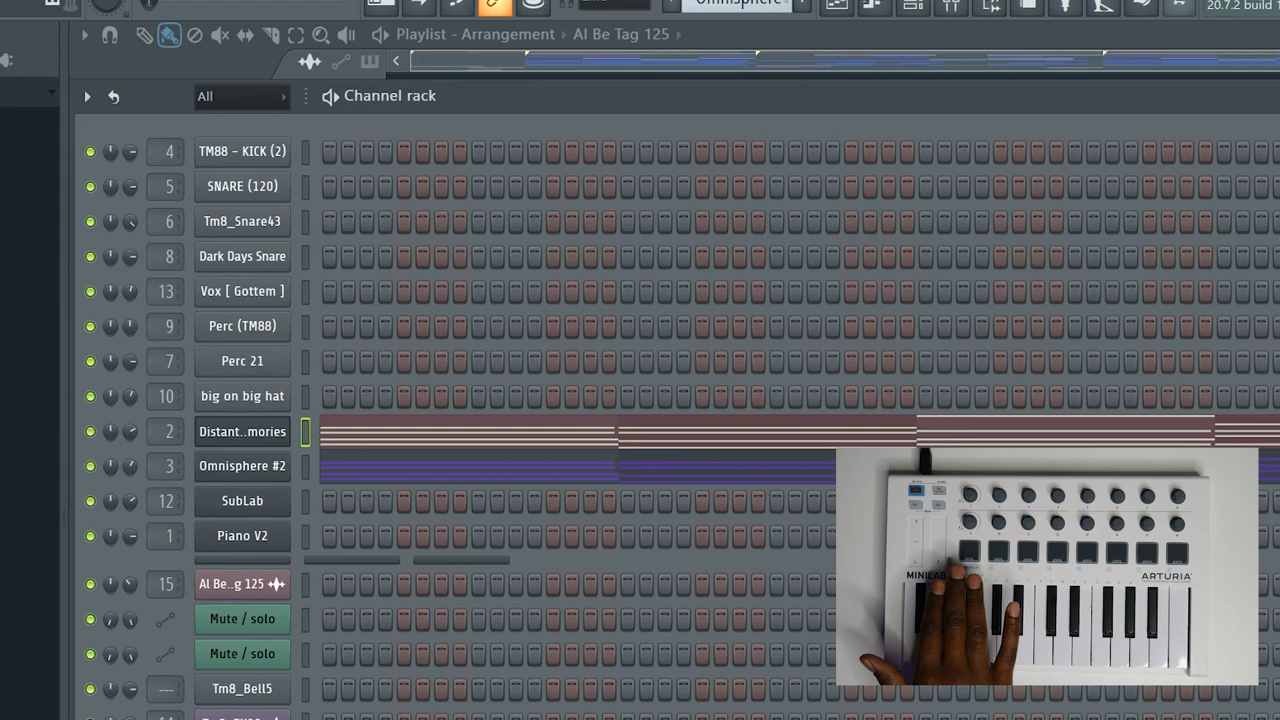 Omnisphere
20.7.2 build 1
Playlist - Arrangement › AI Be Tag 125 ›
All
Channel rack
4 TM88 - KICK (2)
5 SNARE (120)
6 Tm8_Snare43
8 Dark Days Snare
13 Vox [ Gottem ]
9 Perc (TM88)
7 Perc 21
10 big on big hat
2 Distant..mories
3 Omnisphere #2
12 SubLab
1 Piano V2
15 AI Be..g 125
Mute / solo
Mute / solo
--- Tm8_Bell5
MINILAB
ARTURIA